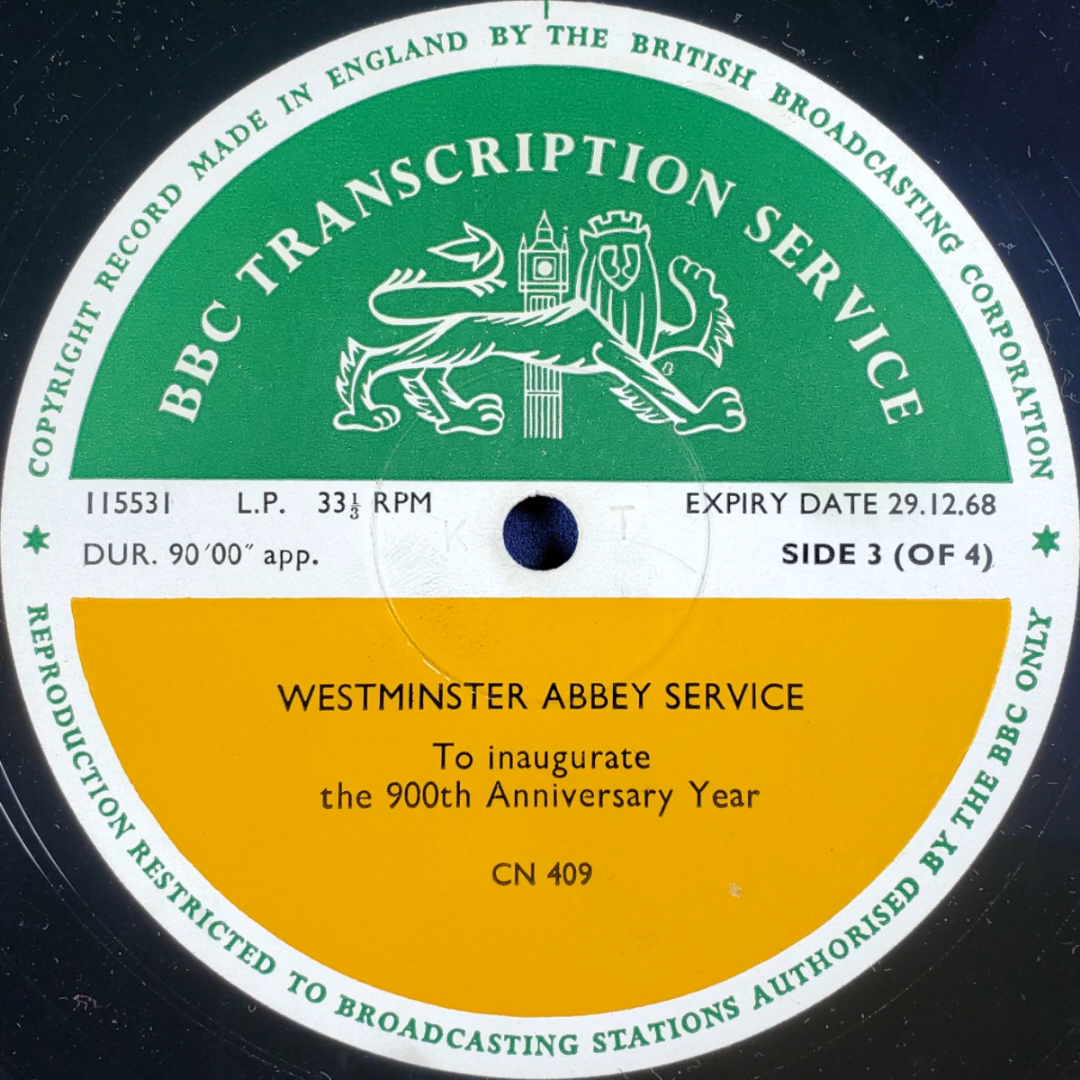 COPYRIGHT RECORD MADE IN ENGLAND BY THE BRITISH BROADCASTING CORPORATION
BBC TRANSCRIPTION SERVICE
115531 L.P. 33⅓ RPM EXPIRY DATE 29.12.68
K T
DUR. 90'00" app. SIDE 3 (OF 4)
WESTMINSTER ABBEY SERVICE
To inaugurate
the 900th Anniversary Year
CN 409
REPRODUCTION RESTRICTED TO BROADCASTING STATIONS AUTHORISED BY THE BBC ONLY